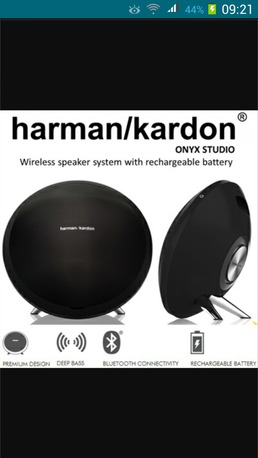 44% 09:21
harman/kardon®
ONYX STUDIO
Wireless speaker system with rechargeable battery
harman/kardon
PREMIUM DESIGN DEEP BASS BLUETOOTH CONNECTIVITY RECHARGEABLE BATTERY